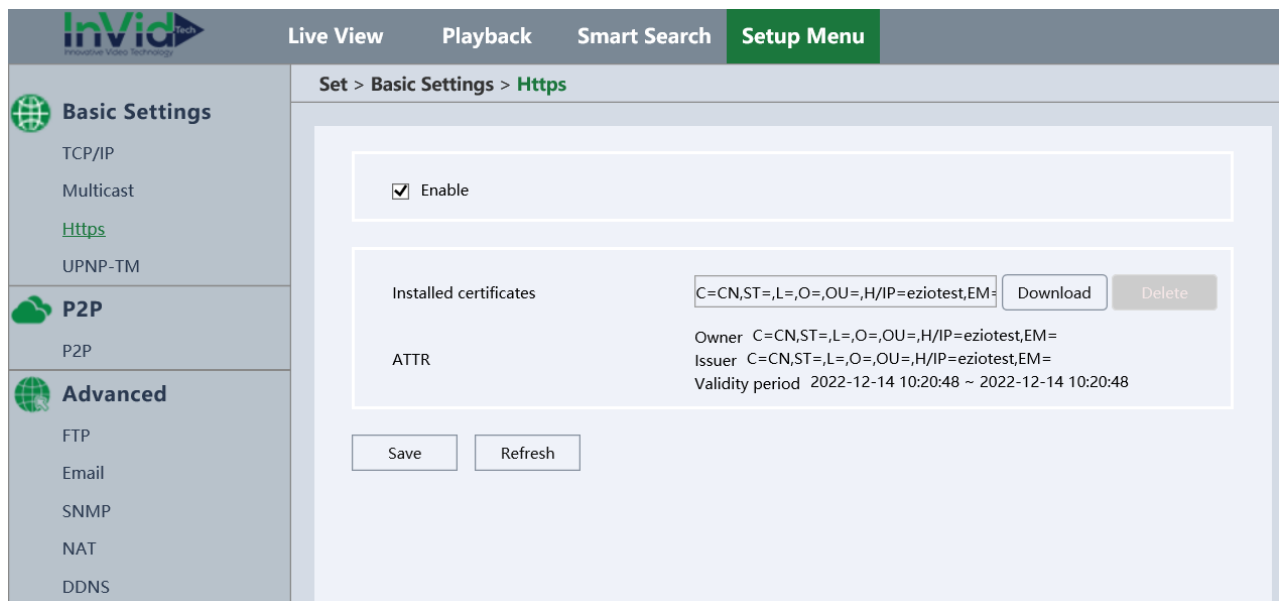 InVid Tech
Innovative Video Technology
Live View Playback Smart Search Setup Menu
Set > Basic Settings > Https
Basic Settings
TCP/IP
Multicast
Https
UPNP-TM
P2P
P2P
Advanced
FTP
Email
SNMP
NAT
DDNS
Enable
Installed certificates C=CN,ST=,L=,O=,OU=,H/IP=eziotest,EM= Download Delete
ATTR
Owner C=CN,ST=,L=,O=,OU=,H/IP=eziotest,EM=
Issuer C=CN,ST=,L=,O=,OU=,H/IP=eziotest,EM=
Validity period 2022-12-14 10:20:48 ~ 2022-12-14 10:20:48
Save Refresh